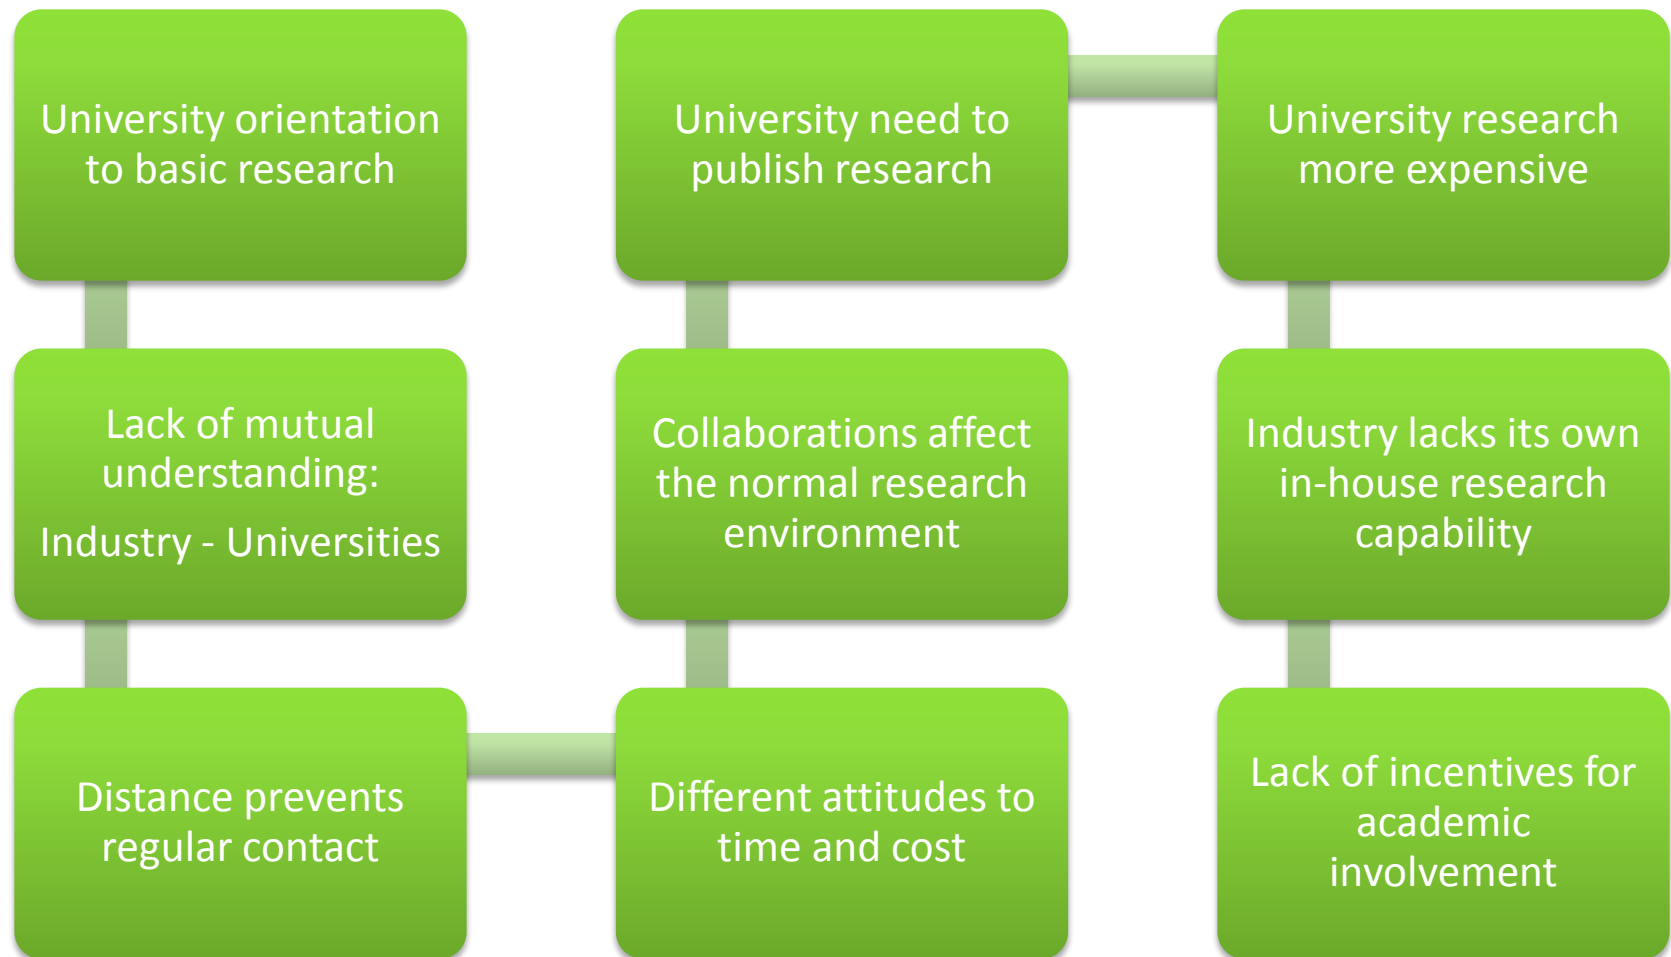 University orientation
to basic research
Lack of mutual
understanding:
Industry - Universities
Distance prevents
regular contact
Different attitudes to
time and cost
Collaborations affect
the normal research
environment
University need to
publish research
University research
more expensive
Industry lacks its own
in-house research
capability
Lack of incentives for
academic
involvement